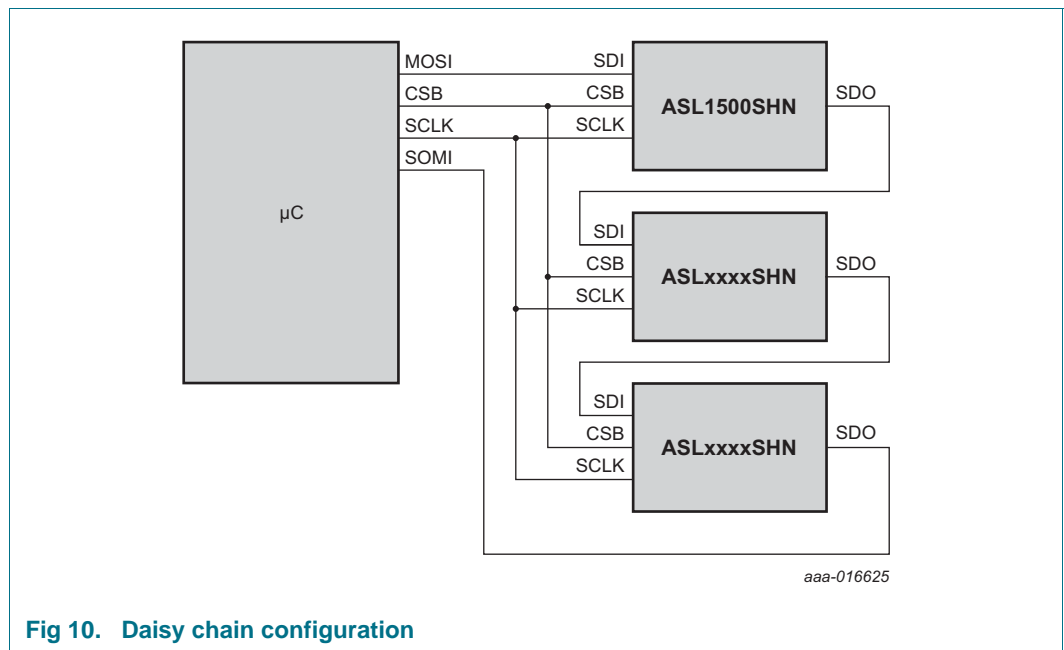 MOSI
CSB
SCLK
SOMI
µC
SDI
CSB
SCLK
ASL1500SHN
SDO
SDI
CSB
SCLK
ASLxxxxSHN
SDO
SDI
CSB
SCLK
ASLxxxxSHN
SDO
aaa-016625
Fig 10. Daisy chain configuration